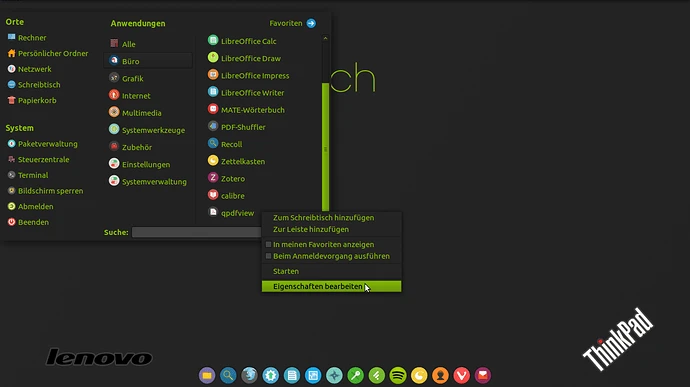 Orte
Rechner
Persönlicher Ordner
Netzwerk
Schreibtisch
Papierkorb
System
Paketverwaltung
Steuerzentrale
Terminal
Bildschirm sperren
Abmelden
Beenden
Anwendungen
Favoriten
Alle
Büro
Grafik
Internet
Multimedia
Systemwerkzeuge
Zubehör
Einstellungen
Systemverwaltung
LibreOffice Calc
LibreOffice Draw
LibreOffice Impress
LibreOffice Writer
MATE-Wörterbuch
PDF-Shuffler
Recoll
Zettelkasten
Zotero
calibre
qpdfview
Suche:
Zum Schreibtisch hinzufügen
Zur Leiste hinzufügen
In meinen Favoriten anzeigen
Beim Anmeldevorgang ausführen
Starten
Eigenschaften bearbeiten
ch
lenovo
ThinkPad